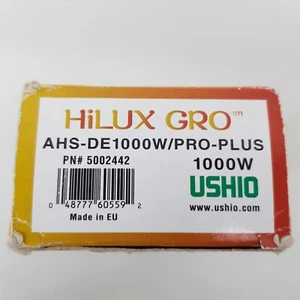 HiLUX GRO™
AHS-DE1000W/PRO-PLUS
PN# 5002442
1000W
USHIO
0 48777 60559 2
Made in EU
www.ushio.com